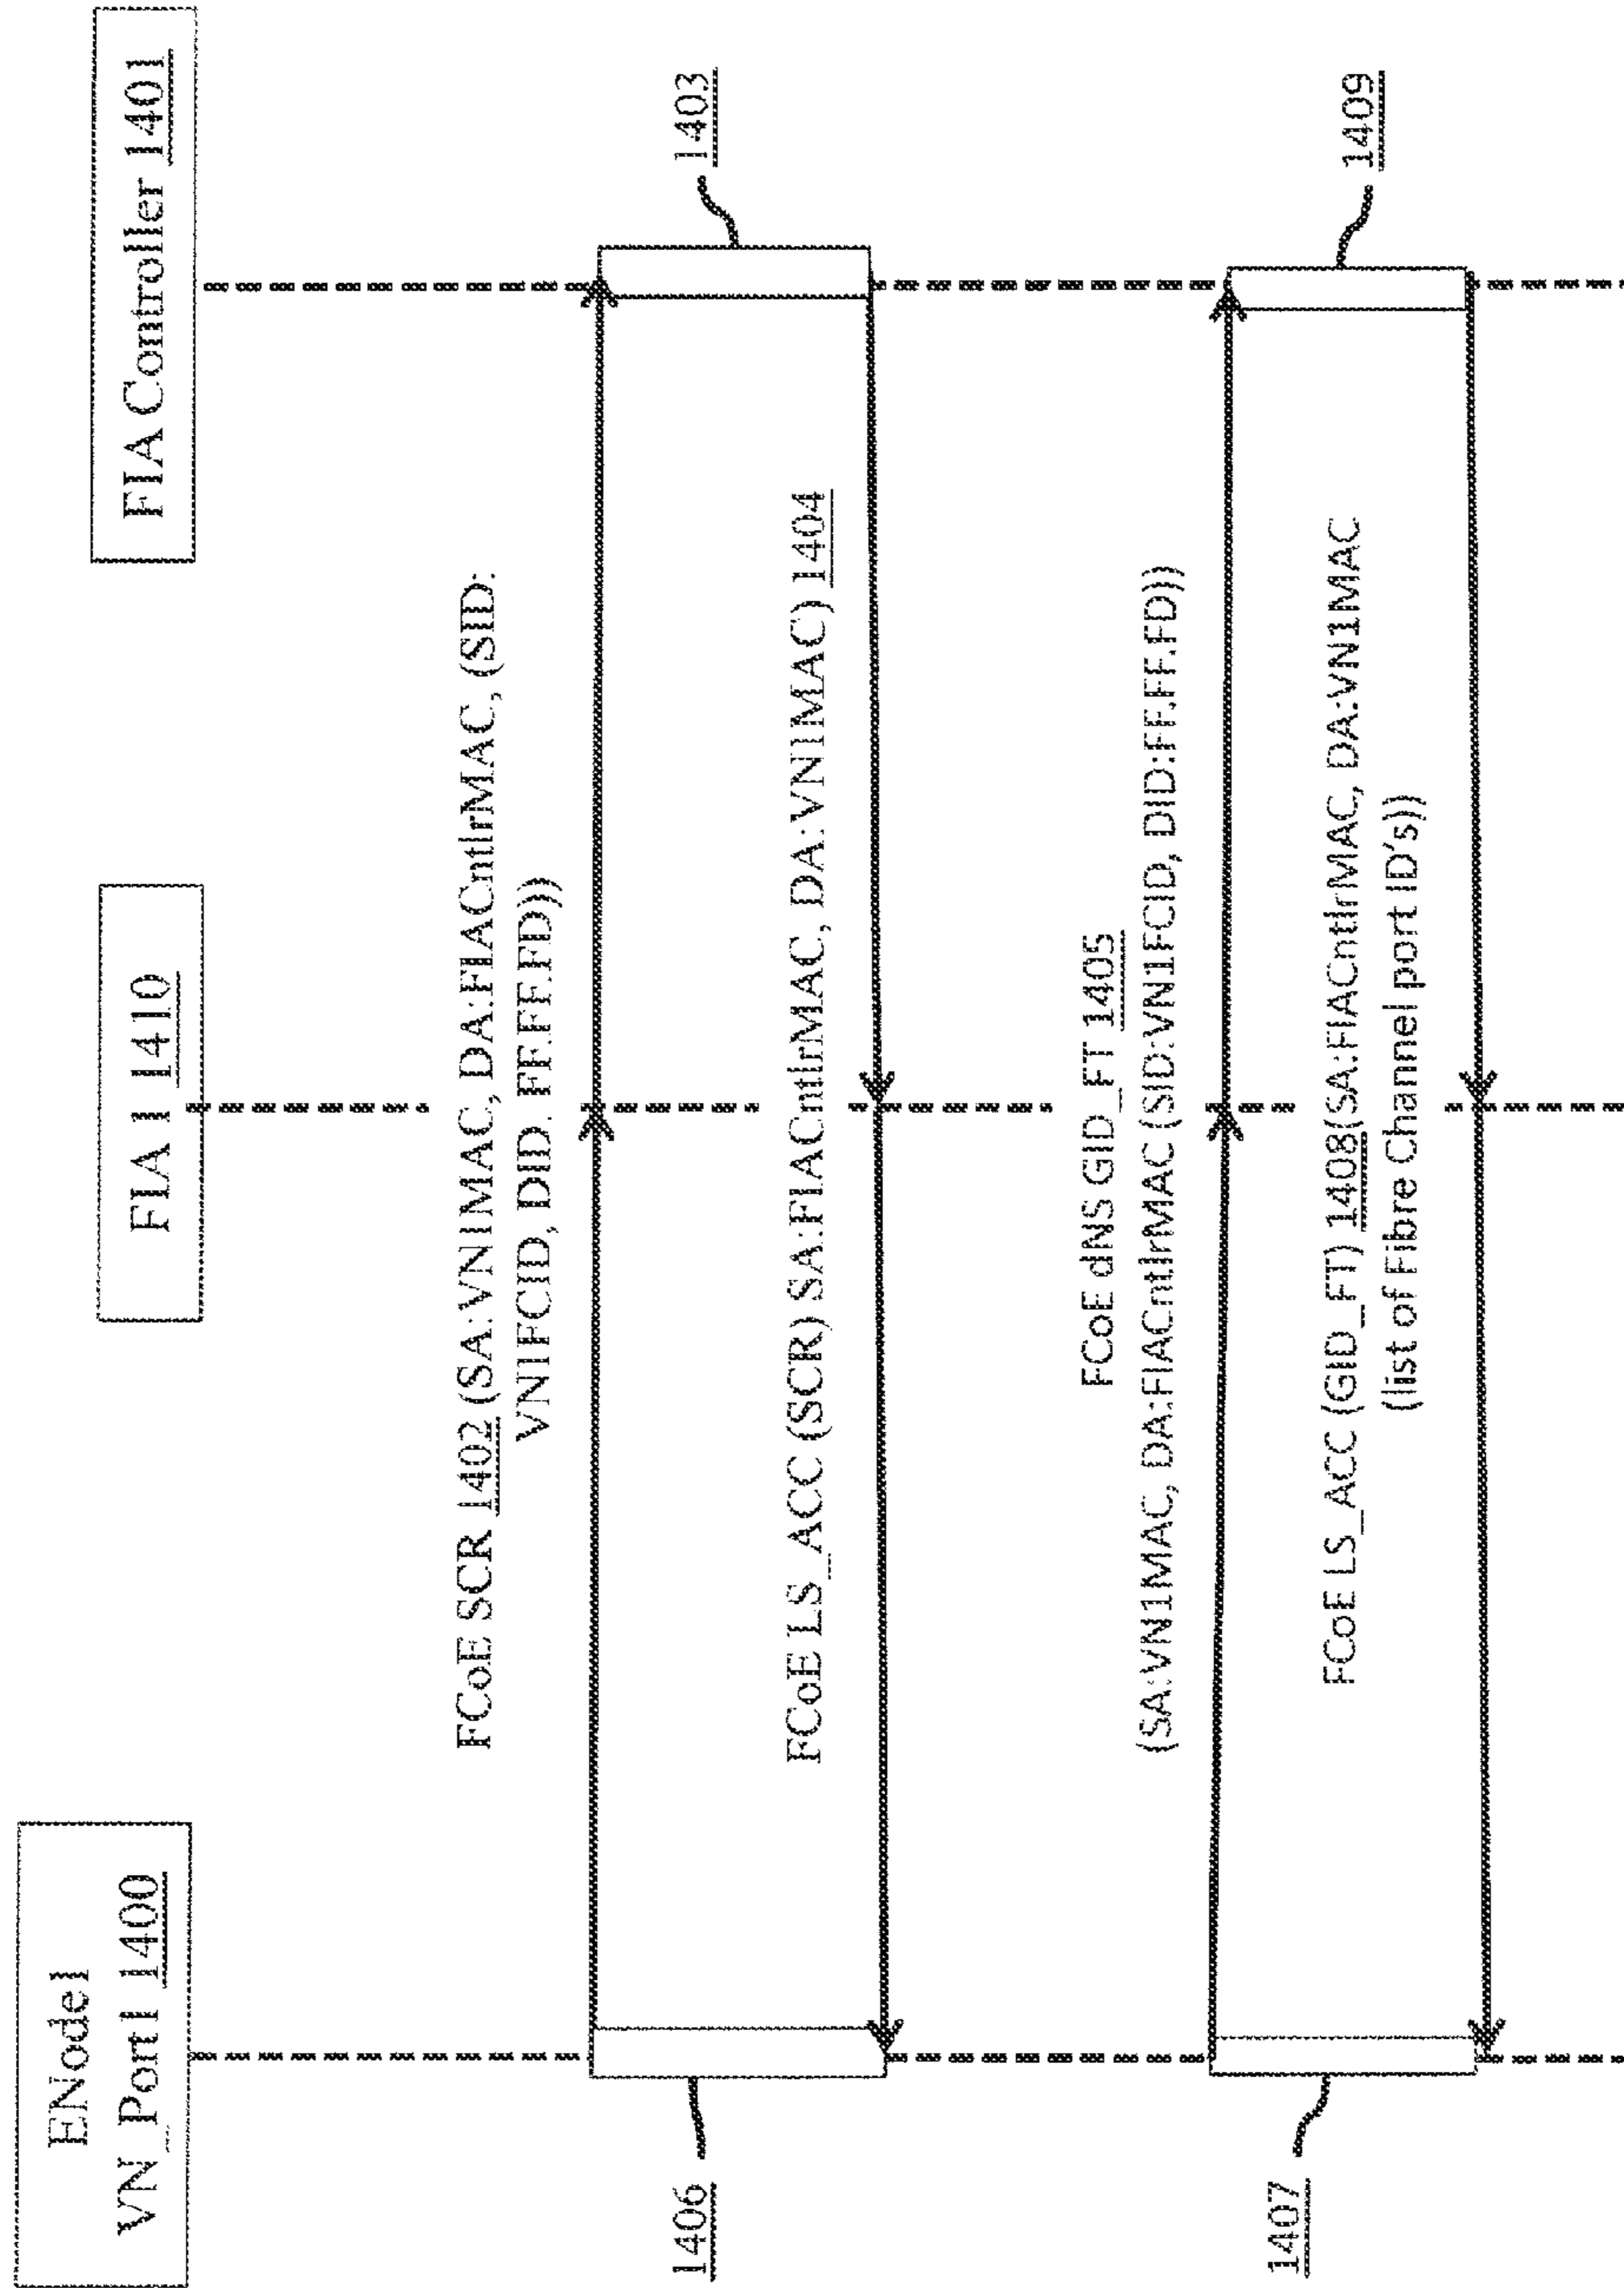 ENode1
VN_Port1 1400
FIA 1 1410
FIA Controller 1401
FCoE SCR 1402 (SA:VN1MAC, DA:FIACntlrMAC, (SID:
VN1FCID, DID. FF.FF.FD)))
1406
1403
FCoE LS_ACC (SCR) SA:FIACntlrMAC, DA:VN1MAC) 1404
FCoE dNS GID_FT 1405
(SA:VN1MAC, DA:FIACntlrMAC (SID:VN1FCID, DID:FF.FF.FD)))
1407
1409
FCoE LS_ACC (GID_FT) 1408(SA:FIACntlrMAC, DA:VN1MAC
(list of Fibre Channel port ID's))